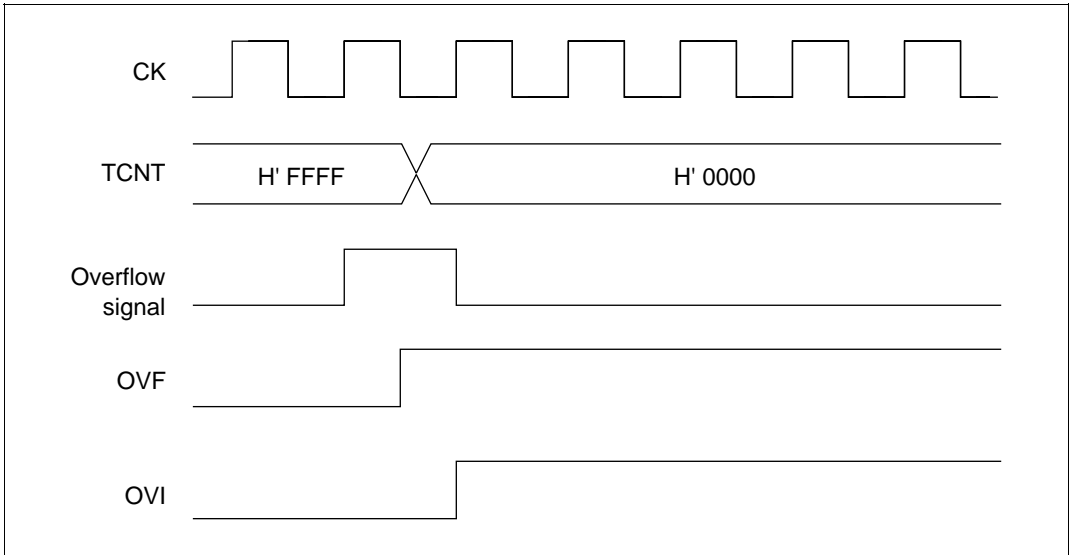 CK
TCNT
H' FFFF
H' 0000
Overflow
signal
OVF
OVI